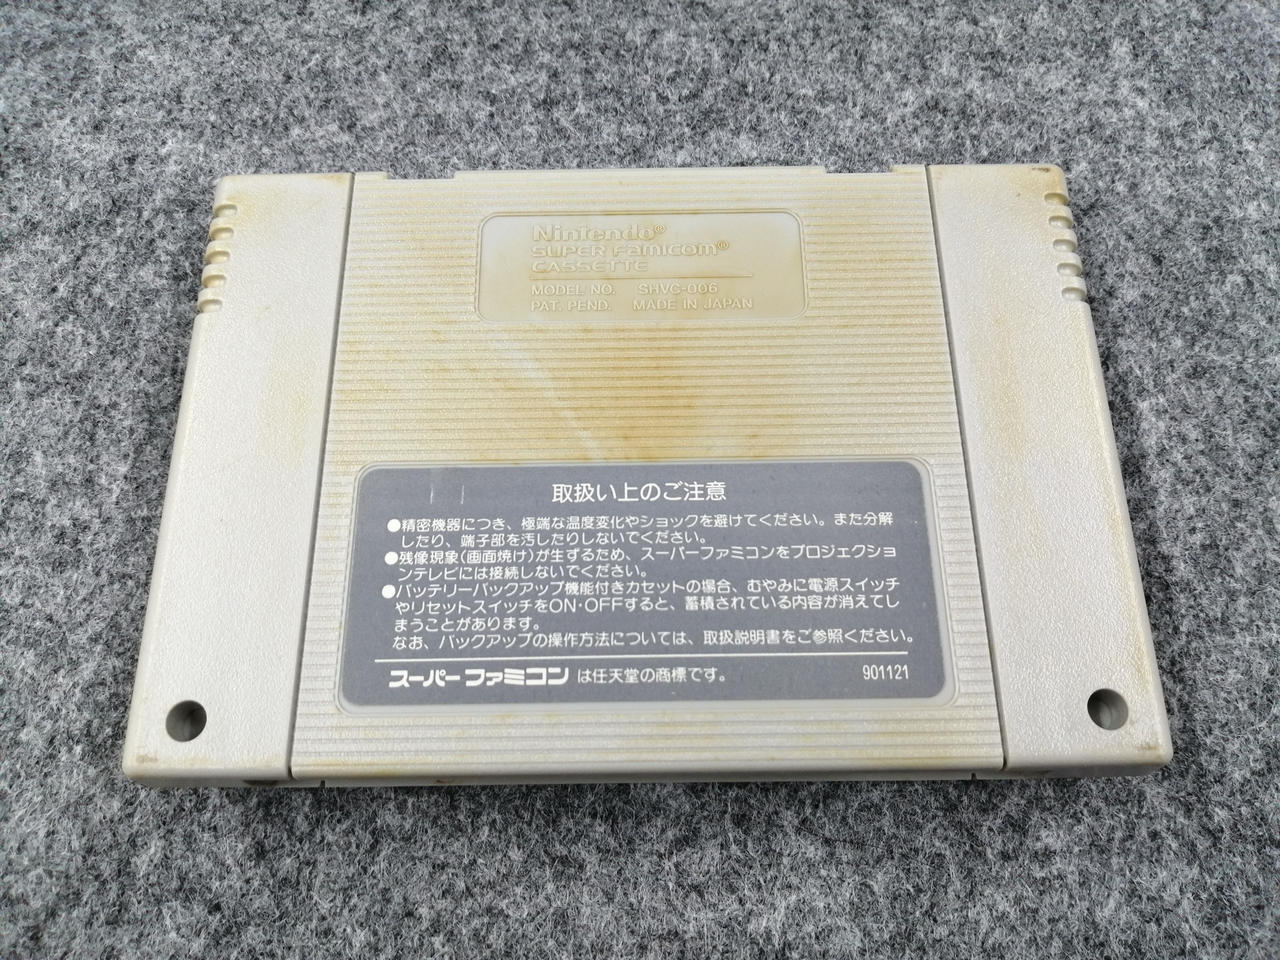 Nintendo®
SUPER Famicom®
CASSETTE
MODEL NO. SHVC-006
PAT. PEND. MADE IN JAPAN
取扱い上のご注意
●精密機器につき、極端な温度変化やショックを避けてください。また分解
したり、端子部を汚したりしないでください。
●残像現象(画面焼け)が生ずるため、スーパーファミコンをプロジェクショ
ンテレビには接続しないでください。
●バッテリーバックアップ機能付きカセットの場合、むやみに電源スイッチ
やリセットスイッチをON・OFFすると、蓄積されている内容が消えてし
まうことがあります。
なお、バックアップの操作方法については、取扱説明書をご参照ください。
スーパーファミコン は任天堂の商標です。 901121